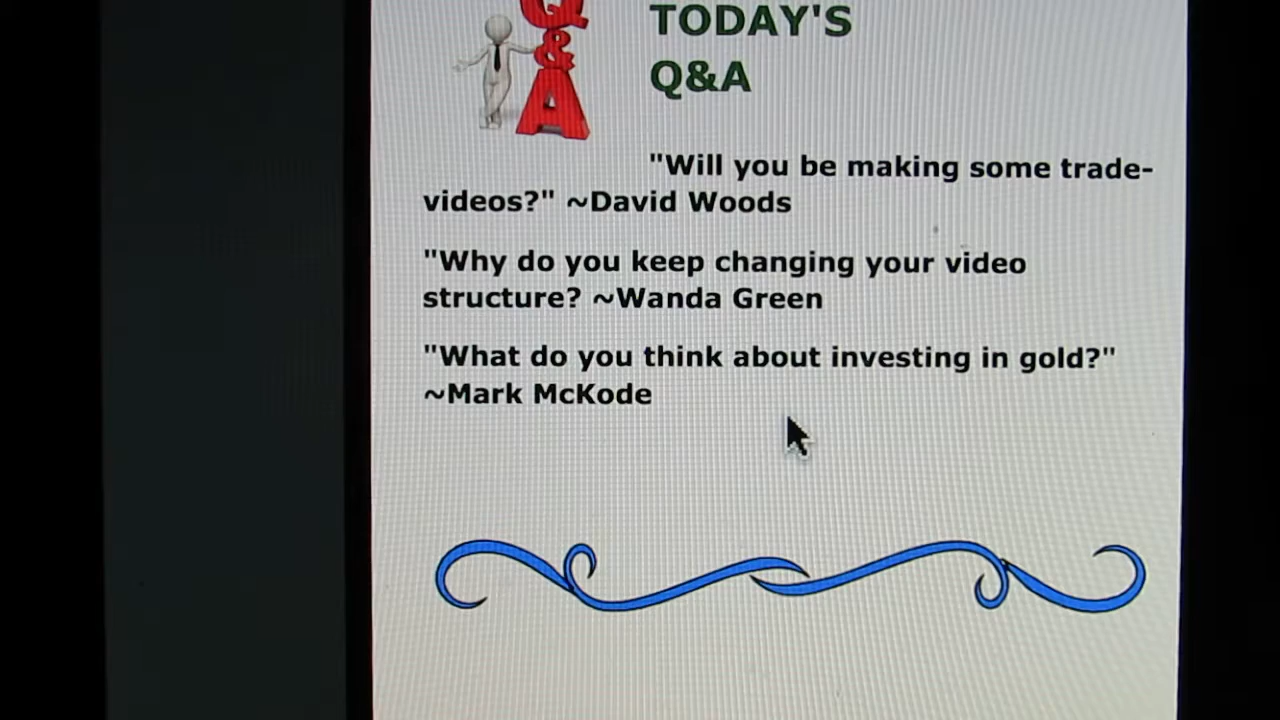 Q
&
A
TODAY'S
Q&A
"Will you be making some trade-
videos?" ~David Woods
"Why do you keep changing your video
structure? ~Wanda Green
"What do you think about investing in gold?"
~Mark McKode